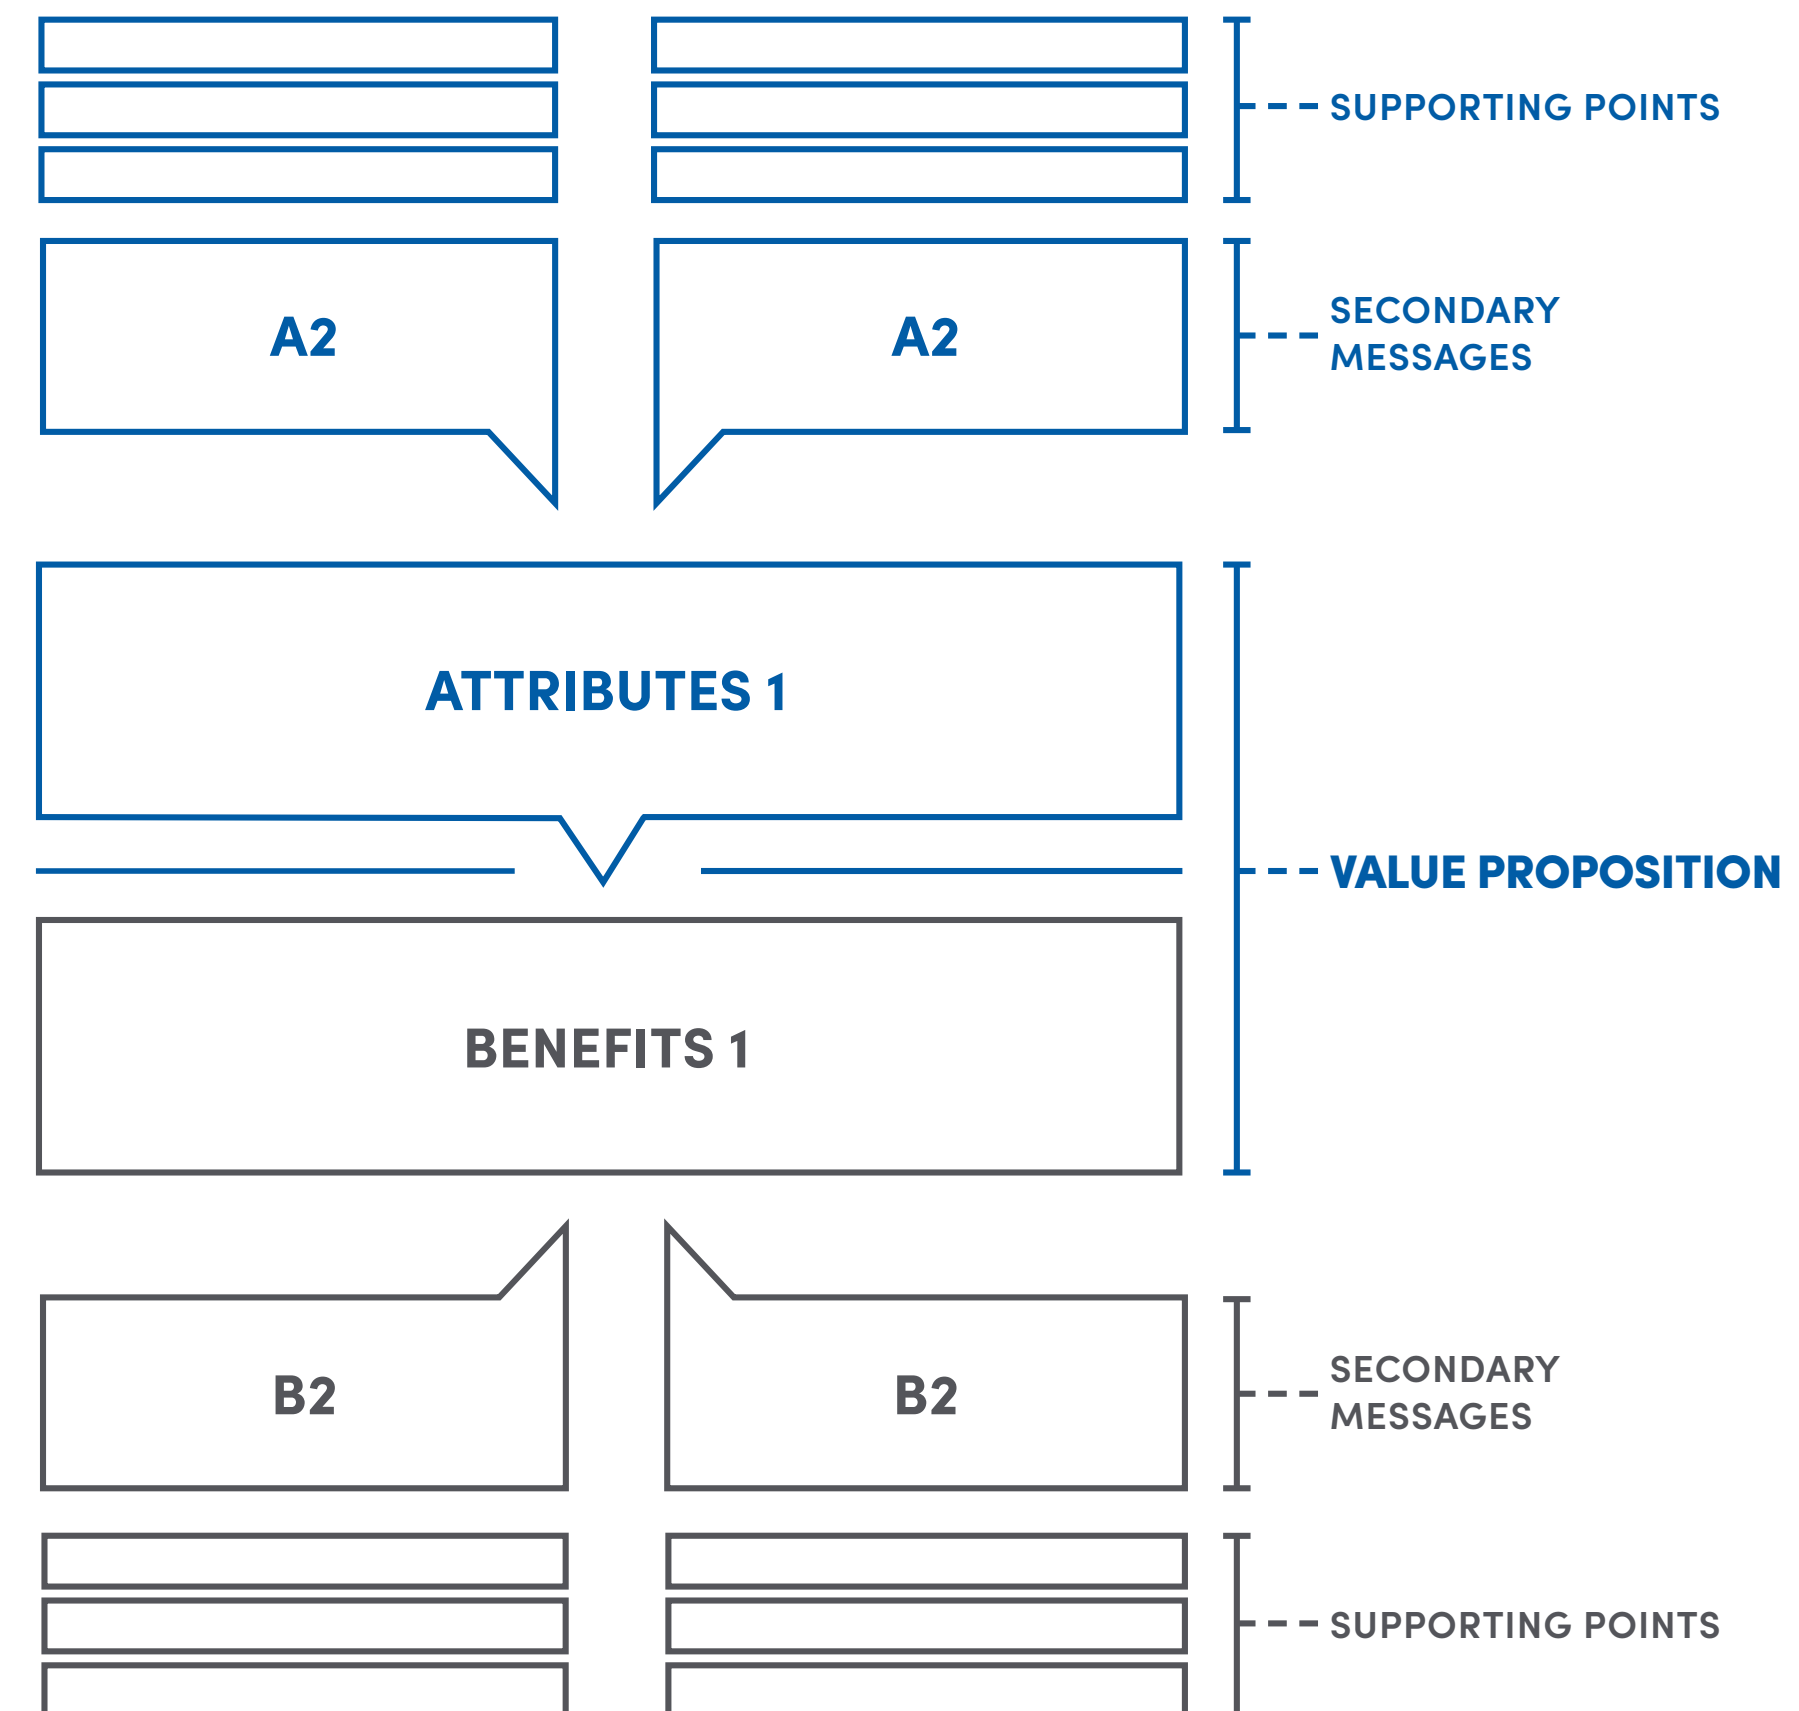 SUPPORTING POINTS
A2
A2
SECONDARY
MESSAGES
ATTRIBUTES 1
VALUE PROPOSITION
BENEFITS 1
B2
B2
SECONDARY
MESSAGES
SUPPORTING POINTS